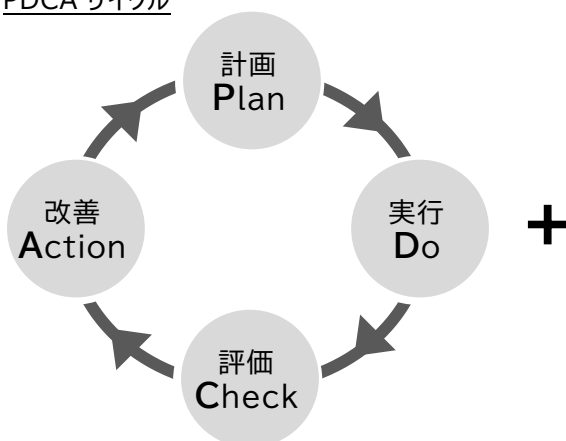 PDCA サイクル
計画
Plan
改善
Action
実行
Do
+
評価
Check